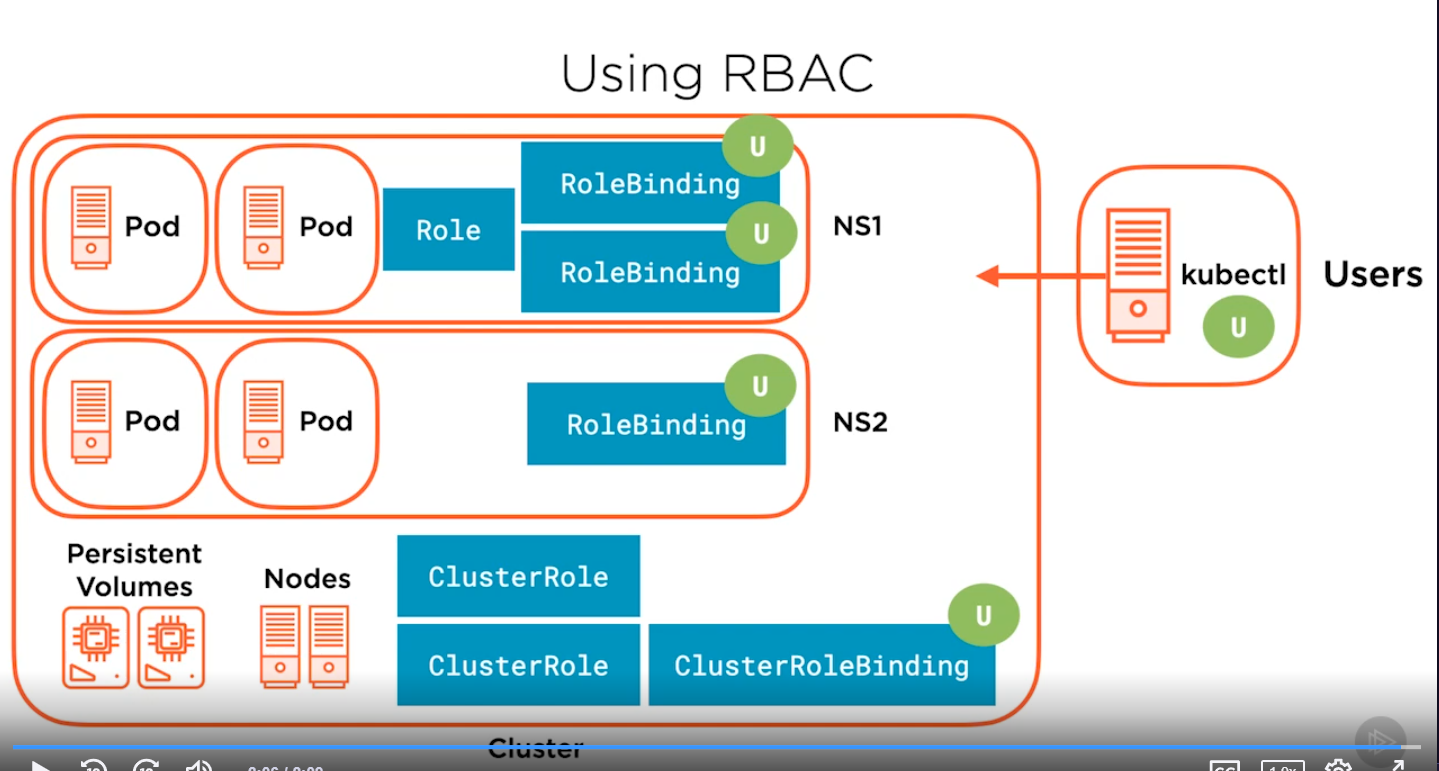 Using RBAC
U
RoleBinding
Pod
Pod
Role
U
RoleBinding
NS1
kubectl
Users
U
U
Pod
Pod
RoleBinding
NS2
Persistent
Volumes
Nodes
ClusterRole
U
ClusterRole
ClusterRoleBinding
Cluster